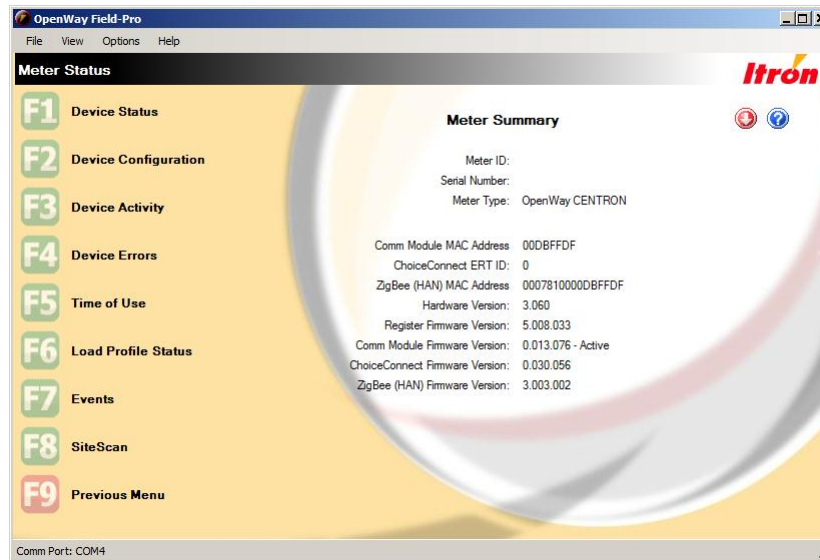 OpenWay Field-Pro
File View Options Help
Meter Status
Itrón
F1 Device Status
F2 Device Configuration
F3 Device Activity
F4 Device Errors
F5 Time of Use
F6 Load Profile Status
F7 Events
F8 SiteScan
F9 Previous Menu
Meter Summary
?
Meter ID:
Serial Number:
Meter Type: OpenWay CENTRON
Comm Module MAC Address 00DBFFDF
ChoiceConnect ERT ID: 0
ZigBee (HAN) MAC Address 0007810000DBFFDF
Hardware Version: 3.060
Register Firmware Version: 5.008.033
Comm Module Firmware Version: 0.013.076 - Active
ChoiceConnect Firmware Version: 0.030.056
ZigBee (HAN) Firmware Version: 3.003.002
Comm Port: COM4